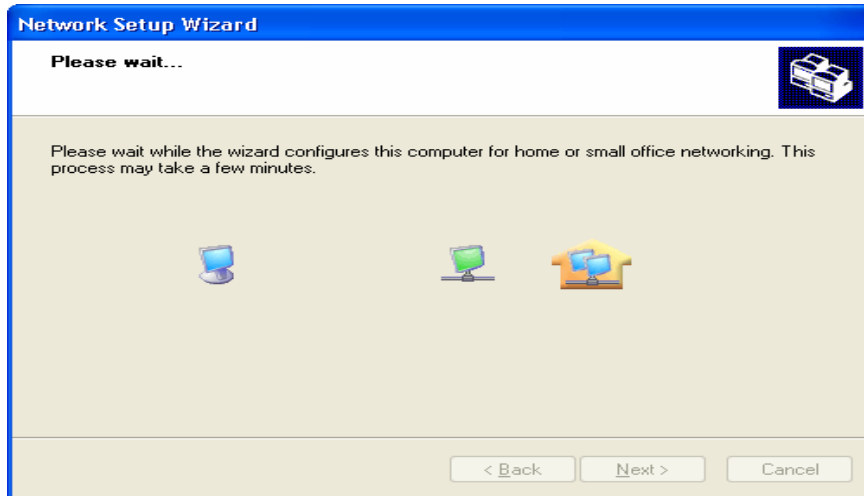 Network Setup Wizard
Please wait...
Please wait while the wizard configures this computer for home or small office networking. This
process may take a few minutes.
< Back
Next >
Cancel